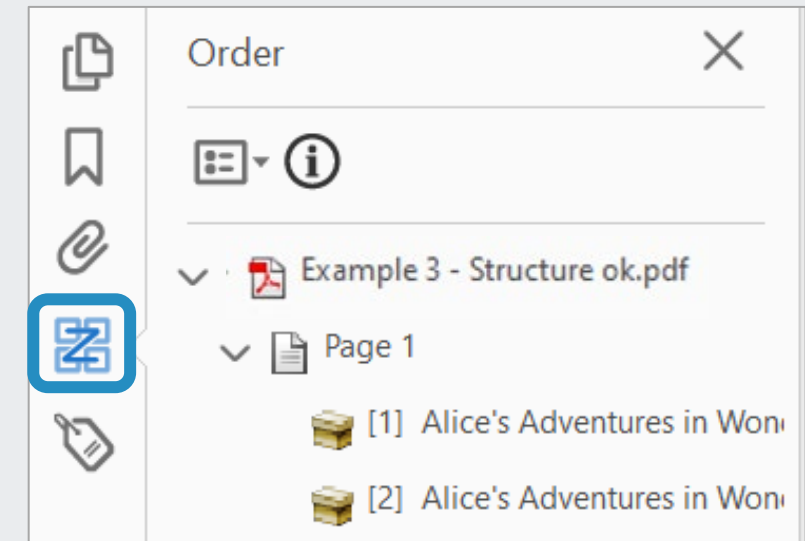 Order
Example 3 - Structure ok.pdf
Page 1
[1] Alice's Adventures in Won
[2] Alice's Adventures in Won